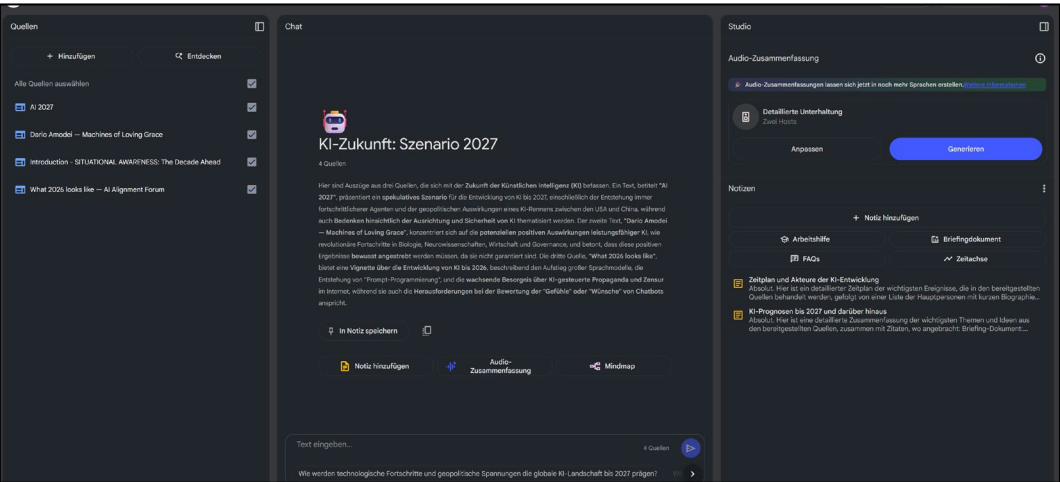 Quellen
+ Hinzufügen
Entdecken
Alle Quellen auswählen
AI 2027
Dario Amodei — Machines of Loving Grace
Introduction - SITUATIONAL AWARENESS: The Decade Ahead
What 2026 looks like — AI Alignment Forum
Chat
KI-Zukunft: Szenario 2027
4 Quellen
Hier sind Auszüge aus drei Quellen, die sich mit der Zukunft der Künstlichen Intelligenz (KI) befassen. Ein Text, betitelt "AI
2027", präsentiert ein spekulatives Szenario für die Entwicklung von KI bis 2027, einschließlich der Entstehung immer
fortschrittlicherer Agenten und der geopolitischen Auswirkungen eines KI-Rennens zwischen den USA und China, während
auch Bedenken hinsichtlich der Ausrichtung und Sicherheit von KI thematisiert werden. Der zweite Text, "Dario Amodei
— Machines of Loving Grace", konzentriert sich auf die potenziellen positiven Auswirkungen leistungsfähiger KI, wie
revolutionäre Fortschritte in Biologie, Neurowissenschaften, Wirtschaft und Governance, und betont, dass diese positiven
Ergebnisse bewusst angestrebt werden müssen, da sie nicht garantiert sind. Die dritte Quelle, "What 2026 looks like",
bietet eine Vignette über die Entwicklung von KI bis 2026, beschreibend den Aufstieg großer Sprachmodelle, die
Entstehung von "Prompt-Programmierung", und die wachsende Besorgnis über KI-gesteuerte Propaganda und Zensur
im Internet, während sie auch die Herausforderungen bei der Bewertung der "Gefühle" oder "Wünsche" von Chatbots
anspricht.
In Notiz speichern
Notiz hinzufügen
Audio-
Zusammenfassung
Mindmap
Text eingeben...
4 Quellen
Wie werden technologische Fortschritte und geopolitische Spannungen die globale KI-Landschaft bis 2027 prägen?
Studio
Audio-Zusammenfassung
Audio-Zusammenfassungen lassen sich jetzt in noch mehr Sprachen erstellen. Weitere Informationen
Detaillierte Unterhaltung
Zwei Hosts
Anpassen
Generieren
Notizen
+ Notiz hinzufügen
Arbeitshilfe
Briefingdokument
FAQs
Zeitachse
Zeitplan und Akteure der KI-Entwicklung
Absolut. Hier ist ein detaillierter Zeitplan der wichtigsten Ereignisse, die in den bereitgestellten
Quellen behandelt werden, gefolgt von einer Liste der Hauptpersonen mit kurzen Biographie...
KI-Prognosen bis 2027 und darüber hinaus
Absolut. Hier ist eine detaillierte Zusammenfassung der wichtigsten Themen und Ideen aus
den bereitgestellten Quellen, zusammen mit Zitaten, wo angebracht: Briefing-Dokument:...